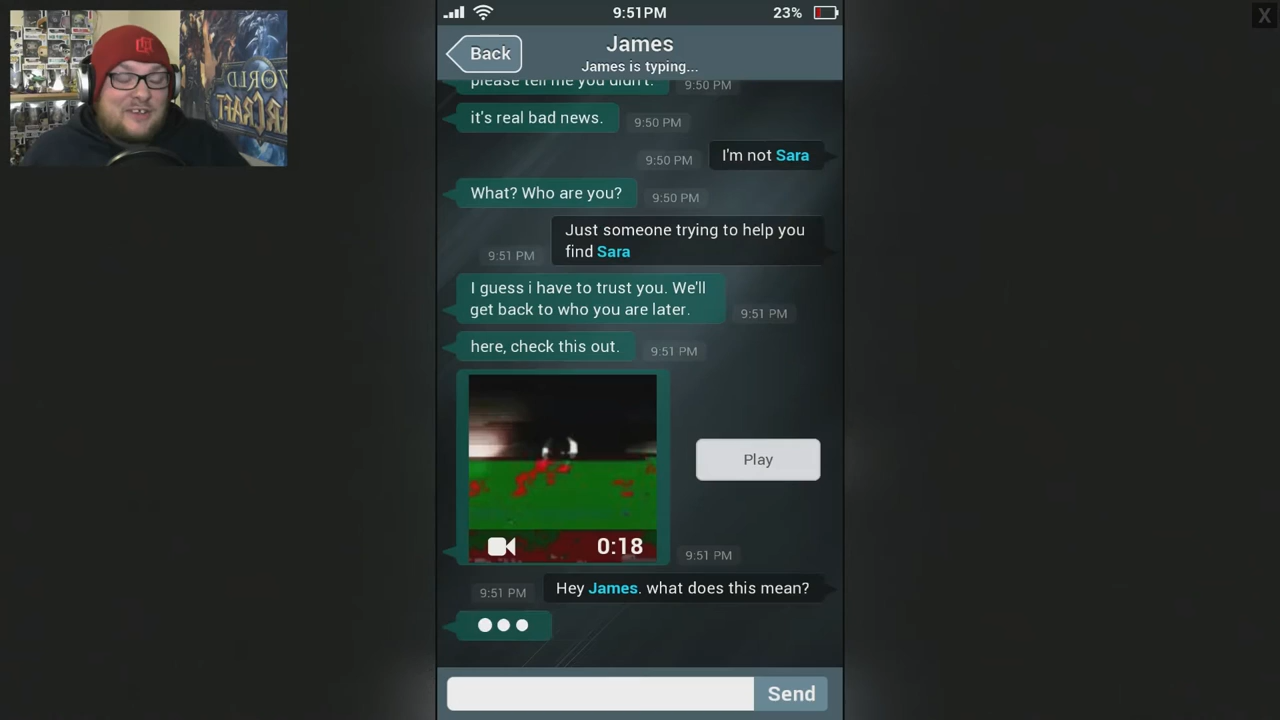 9:51PM
23%
X
Back
James
James is typing...
please tell me you didn't.
9:50 PM
it's real bad news.
9:50 PM
I'm not Sara
9:50 PM
What? Who are you?
9:50 PM
Just someone trying to help you
find Sara
9:51 PM
I guess i have to trust you. We'll
get back to who you are later.
9:51 PM
here, check this out.
9:51 PM
Play
0:18
9:51 PM
Hey James. what does this mean?
9:51 PM
Send
WORLD
WARCRAFT